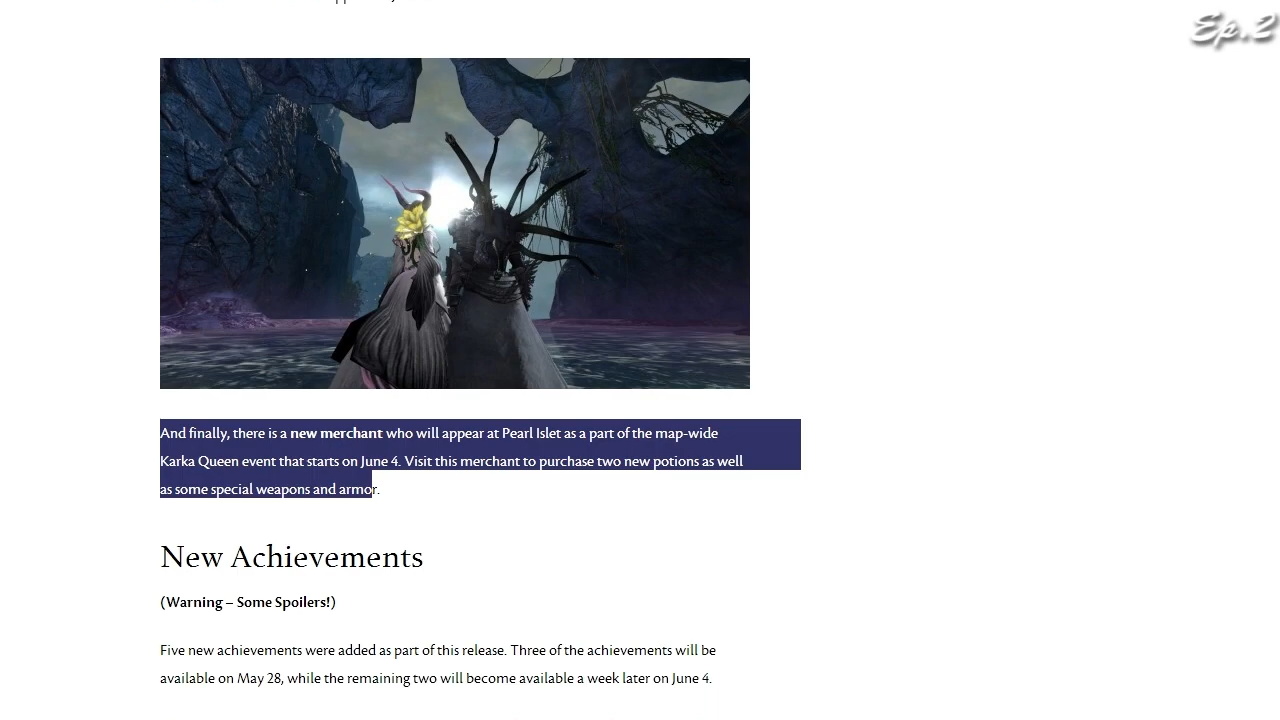 Ep.2
And finally, there is a new merchant who will appear at Pearl Islet as a part of the map-wide
Karka Queen event that starts on June 4. Visit this merchant to purchase two new potions as well
as some special weapons and armor.
New Achievements
(Warning – Some Spoilers!)
Five new achievements were added as part of this release. Three of the achievements will be
available on May 28, while the remaining two will become available a week later on June 4.